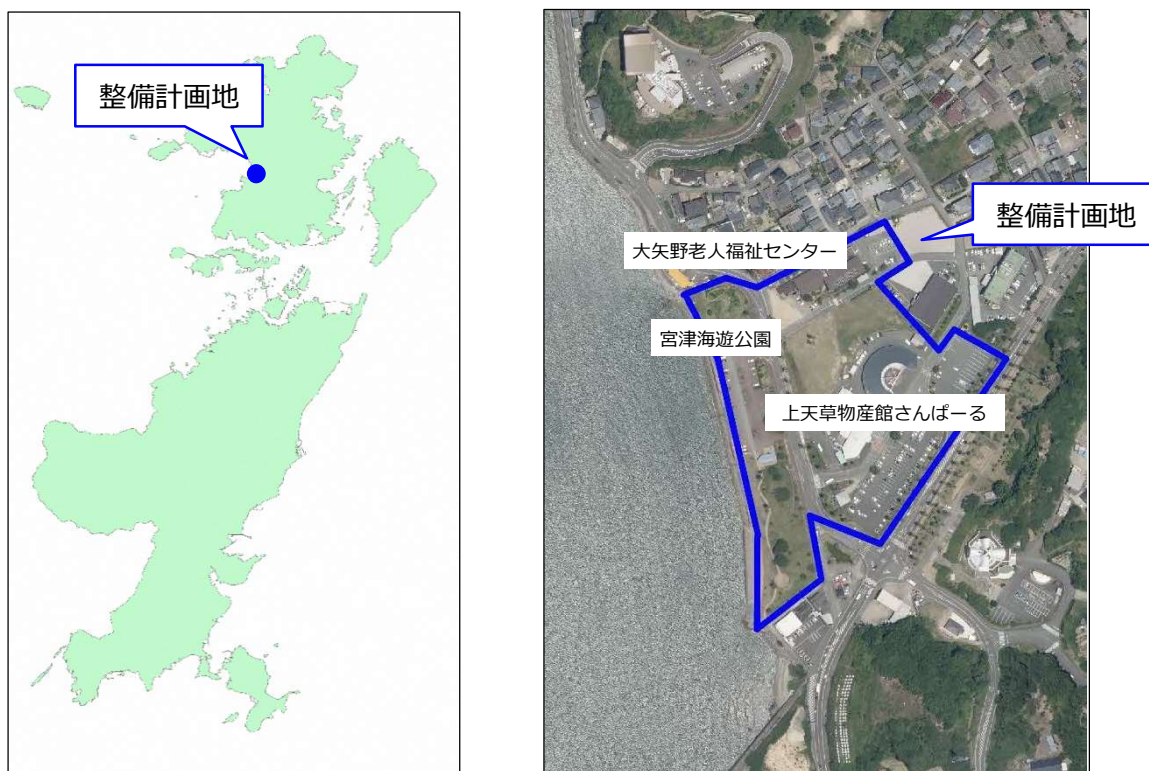 整備計画地
整備計画地
大矢野老人福祉センター
宮津海遊公園
上天草物産館さんぱーる